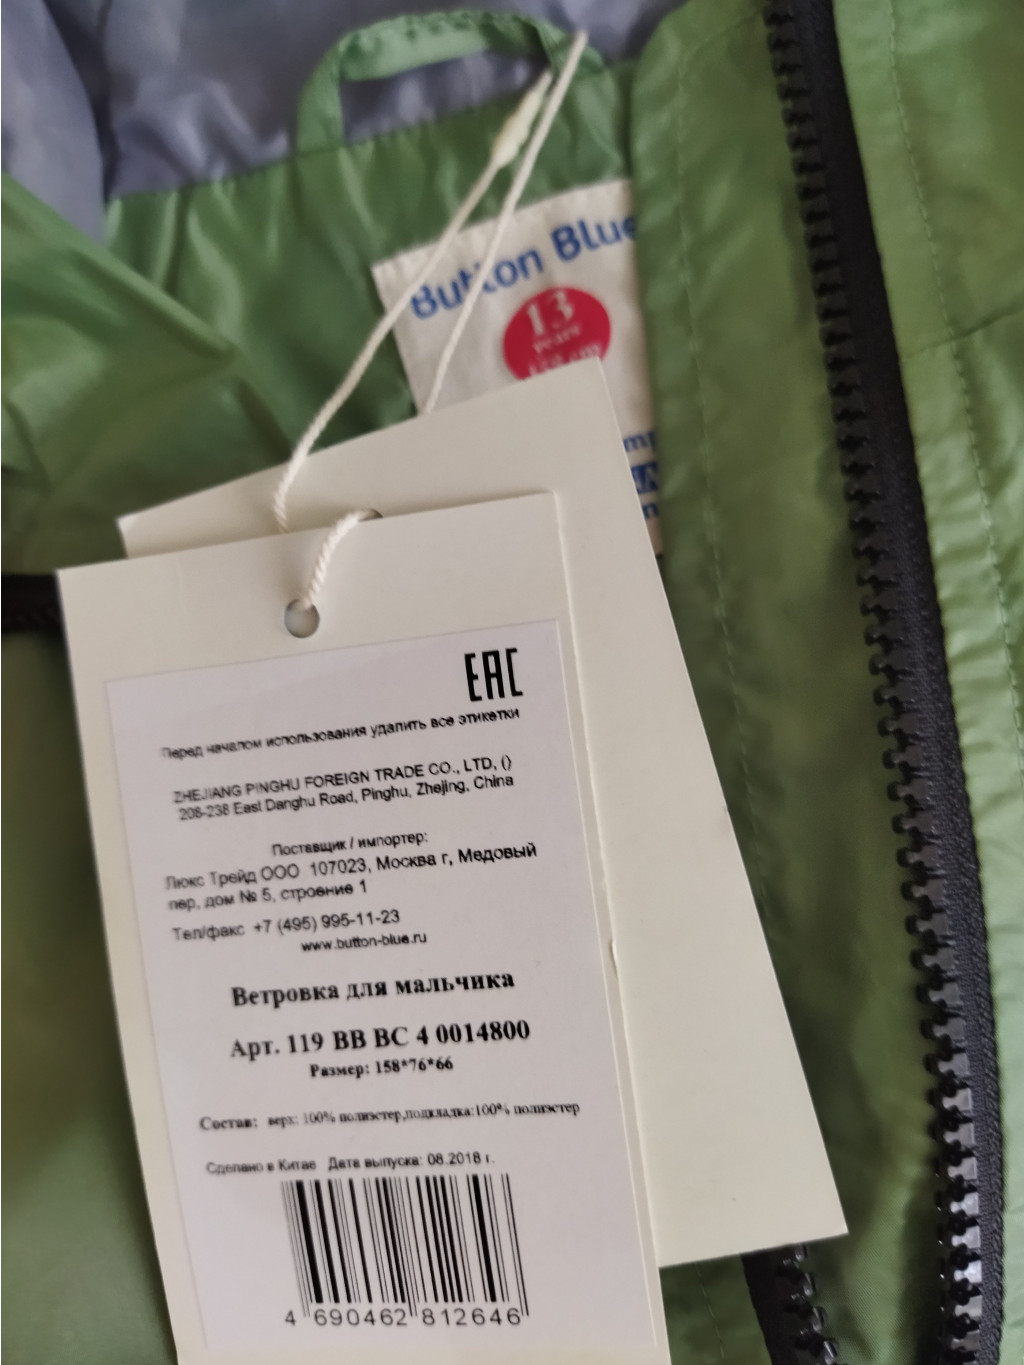 Button Blue
13
years
158 cm
EAC
Перед началом использования удалить все этикетки
ZHEJIANG PINGHU FOREIGN TRADE CO., LTD, ()
208-238 East Danghu Road, Pinghu, Zhejing, China
Поставщик / импортер:
Люкс Трейд ООО 107023, Москва г, Медовый
пер, дом № 5, строение 1
Тел/факс +7 (495) 995-11-23
www.button-blue.ru
Ветровка для мальчика
Арт. 119 BB BC 4 0014800
Размер: 158*76*66
Состав: верх: 100% полиэстер,подкладка:100% полиэстер
Сделано в Китае Дата выпуска: 08.2018 г.
4 690462 812646